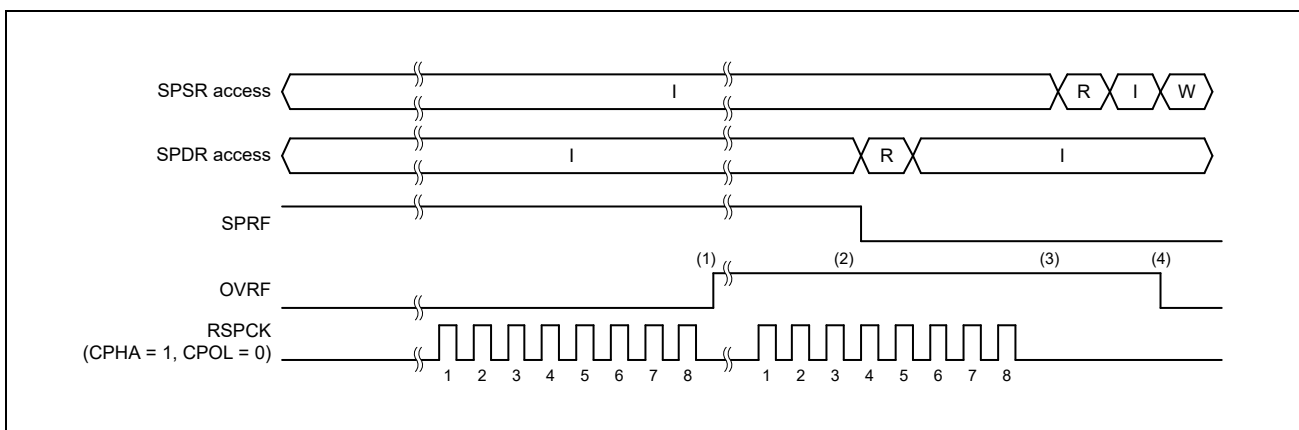 SPSR access I R I W
SPDR access I R I
SPRF
(1) (2) (3) (4)
OVRF
RSPCK
(CPHA = 1, CPOL = 0)
1 2 3 4 5 6 7 8 1 2 3 4 5 6 7 8